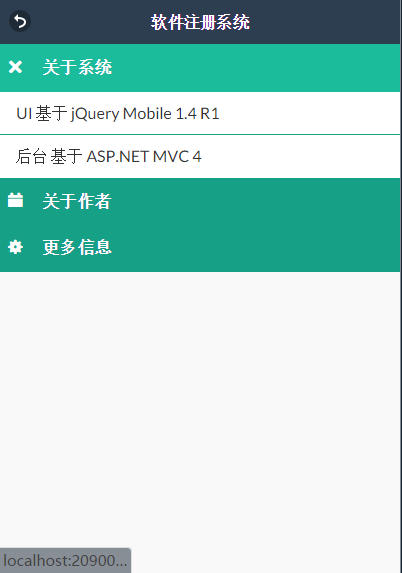 软件注册系统
关于系统
UI 基于 jQuery Mobile 1.4 R1
后台 基于 ASP.NET MVC 4
关于作者
更多信息
localhost:20900...